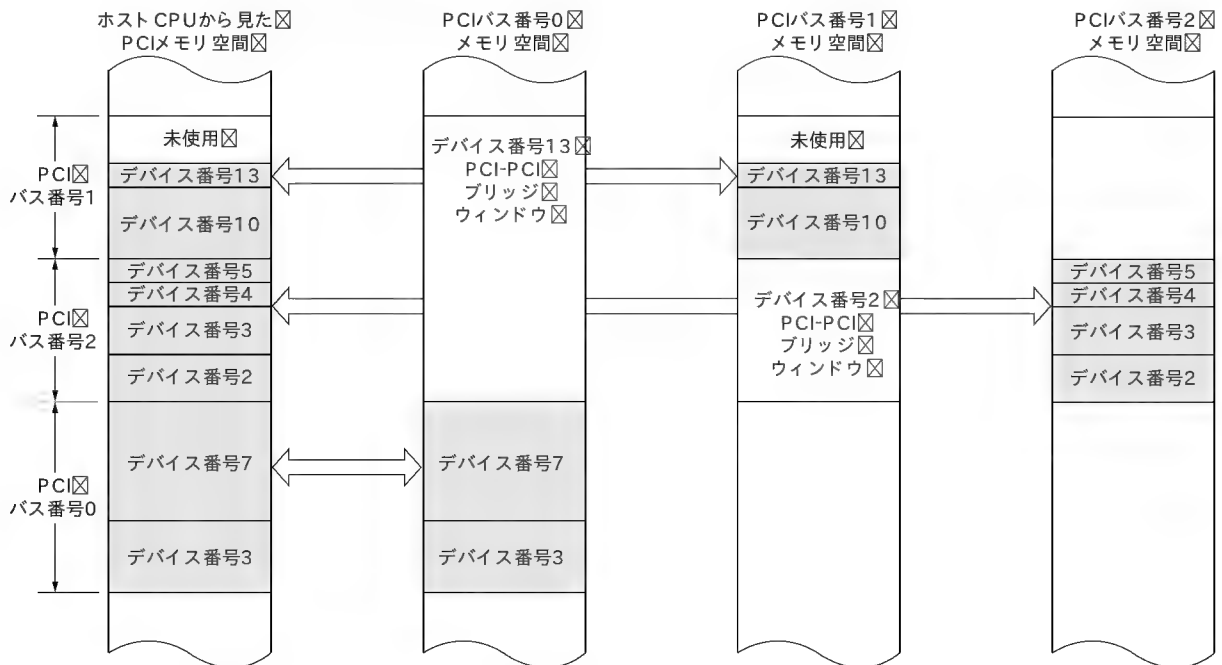 ホストCPUから見た
PCIメモリ空間
PCIバス番号0
メモリ空間
PCIバス番号1
メモリ空間
PCIバス番号2
メモリ空間
PCI
バス番号1
PCI
バス番号2
PCI
バス番号0
未使用
デバイス番号13
デバイス番号10
デバイス番号5
デバイス番号4
デバイス番号3
デバイス番号2
デバイス番号7
デバイス番号3
デバイス番号13
PCI-PCI
ブリッジ
ウィンドウ
デバイス番号7
デバイス番号3
未使用
デバイス番号13
デバイス番号10
デバイス番号2
PCI-PCI
ブリッジ
ウィンドウ
デバイス番号5
デバイス番号4
デバイス番号3
デバイス番号2